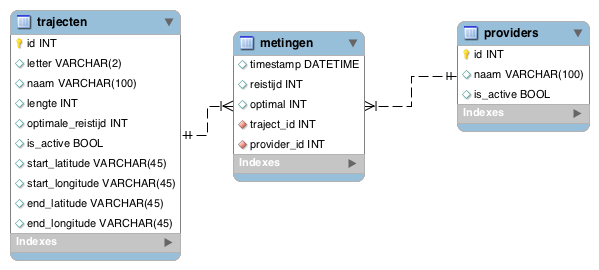 trajecten
id INT
letter VARCHAR(2)
naam VARCHAR(100)
lengte INT
optimale_reistijd INT
is_active BOOL
start_latitude VARCHAR(45)
start_longitude VARCHAR(45)
end_latitude VARCHAR(45)
end_longitude VARCHAR(45)
Indexes
metingen
timestamp DATETIME
reistijd INT
optimal INT
traject_id INT
provider_id INT
Indexes
providers
id INT
naam VARCHAR(100)
is_active BOOL
Indexes